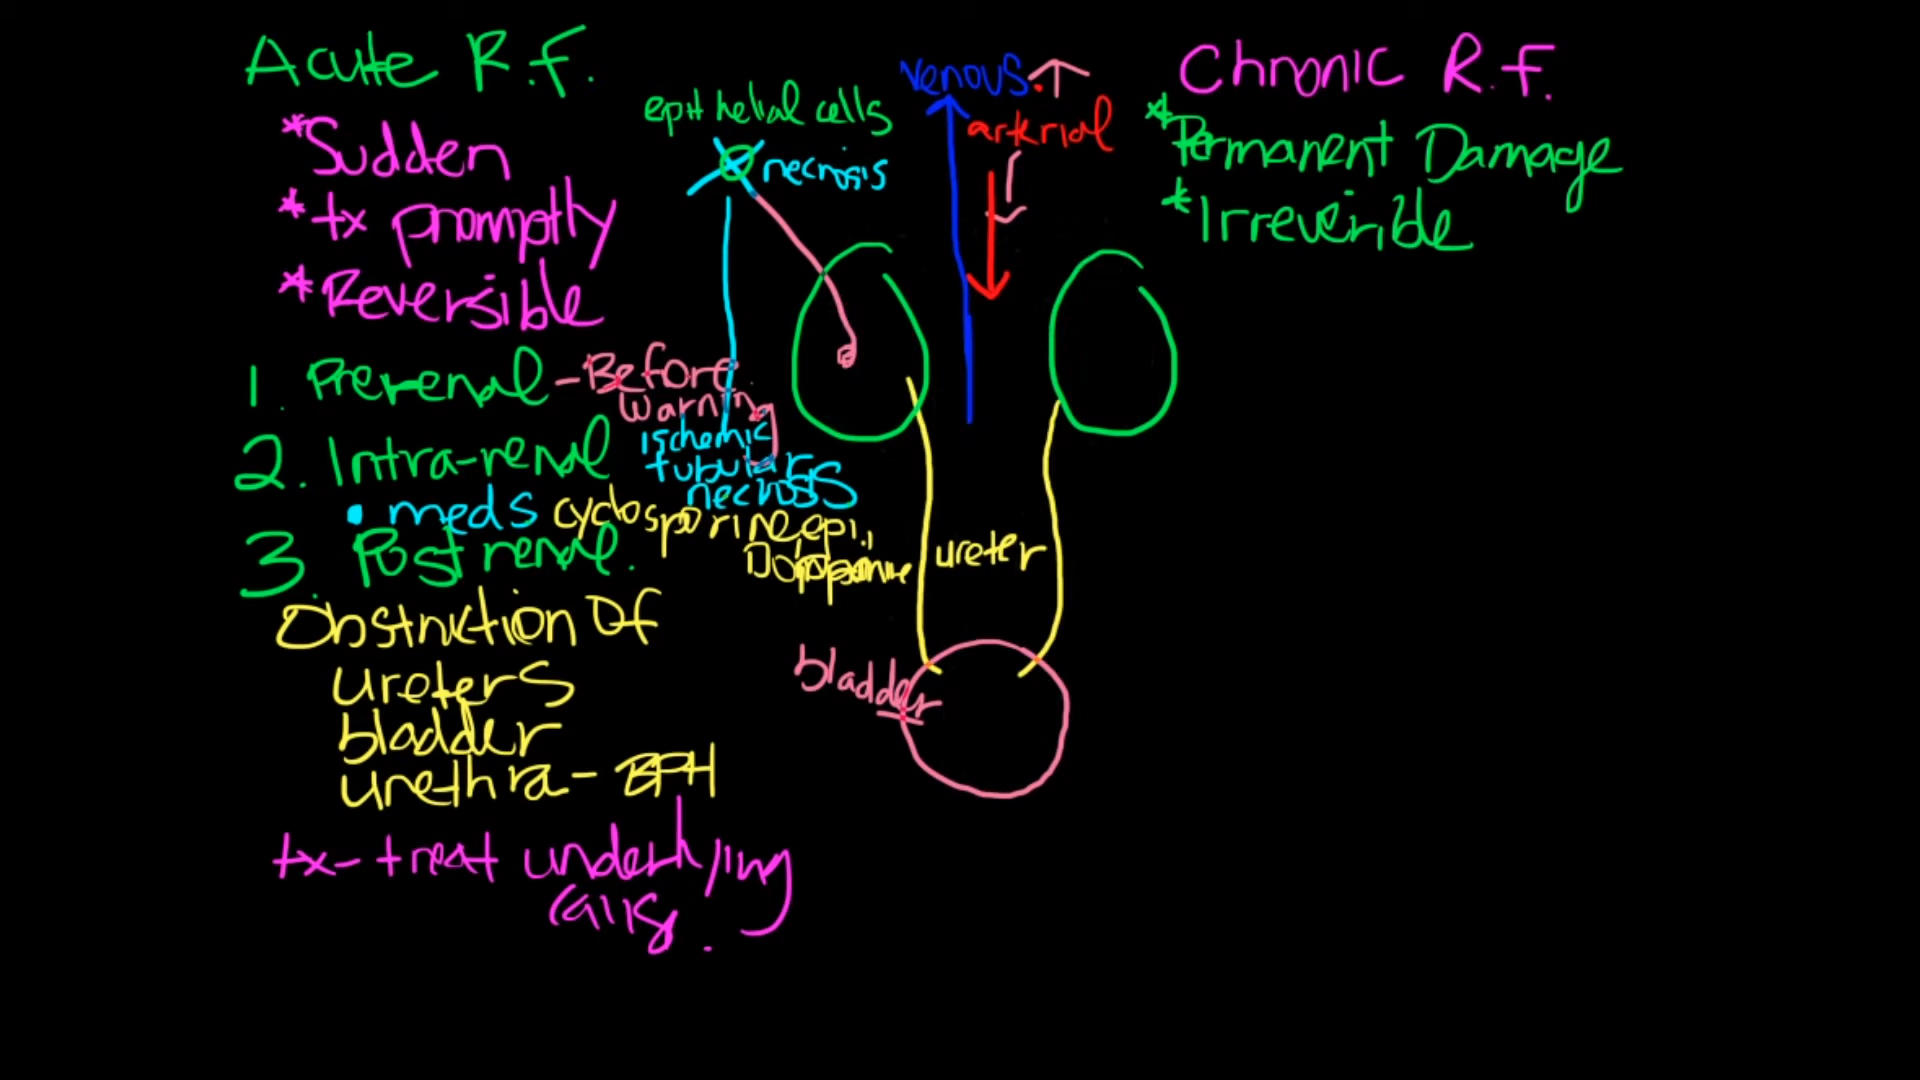 Acute R.F.
*Sudden
*tx promptly
*Reversible
1. Prerenal - Before
warning
2. Intra-renal
ischemic
tubular
necrosis
• meds cyclosporine, epi.,
Dopamine
3. Post renal.
Obstruction Of
ureters
bladder
urethra - BPH
tx - treat underlying
cause.
epithelial cells
necrosis
venous.
arterial
ureter
bladder
Chronic R.F.
*Permanent Damage
*Irreversible